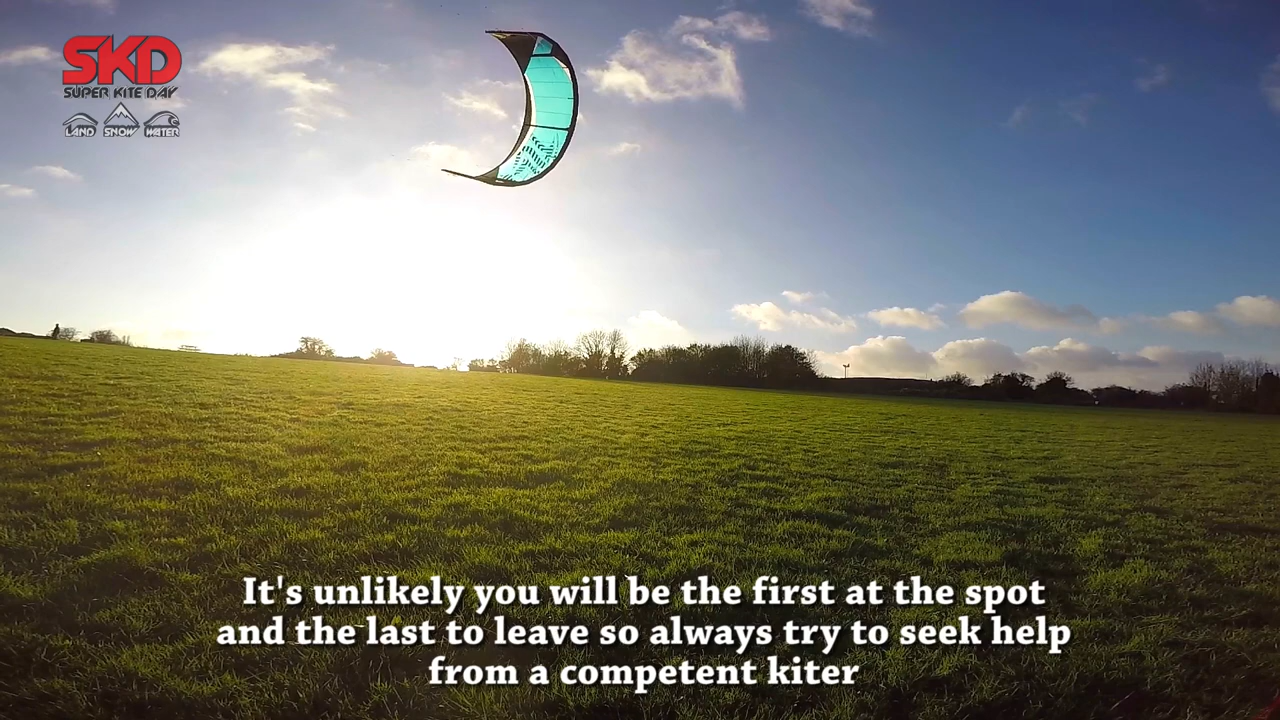 SKD
SUPER KITE DAY
LAND SNOW WATER
It's unlikely you will be the first at the spot
and the last to leave so always try to seek help
from a competent kiter